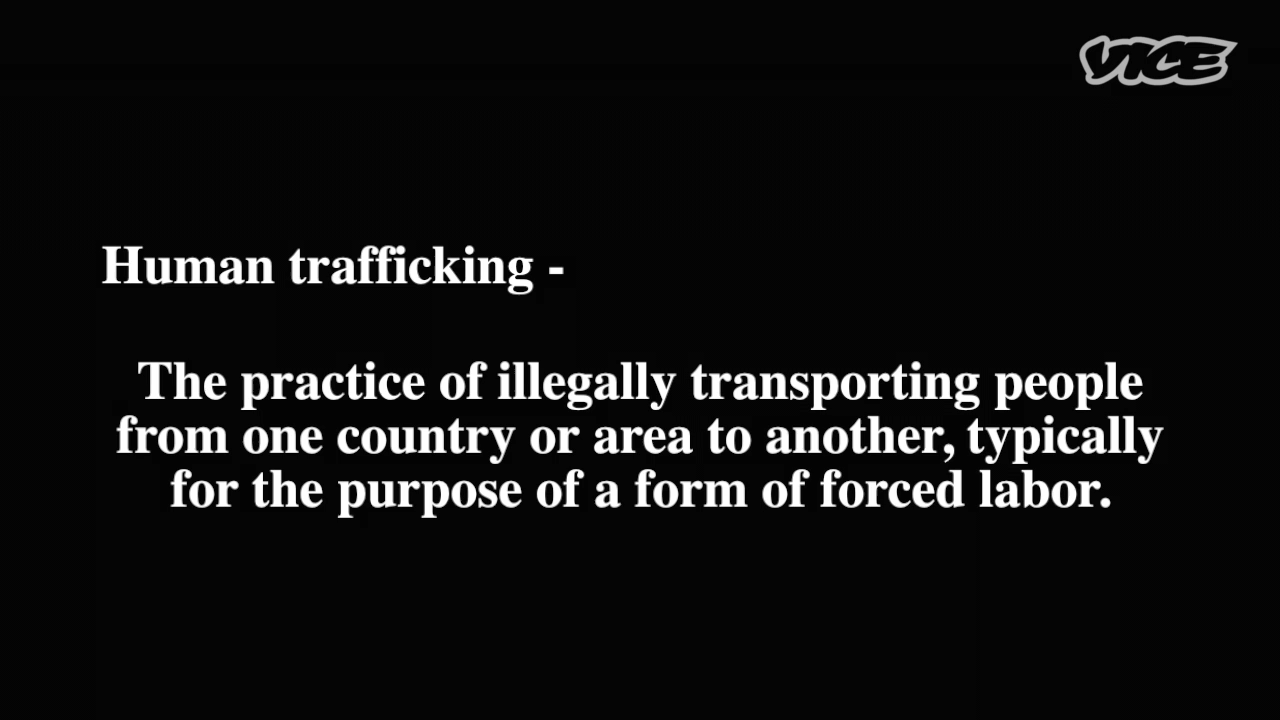 VICE
Human trafficking -
The practice of illegally transporting people
from one country or area to another, typically
for the purpose of a form of forced labor.